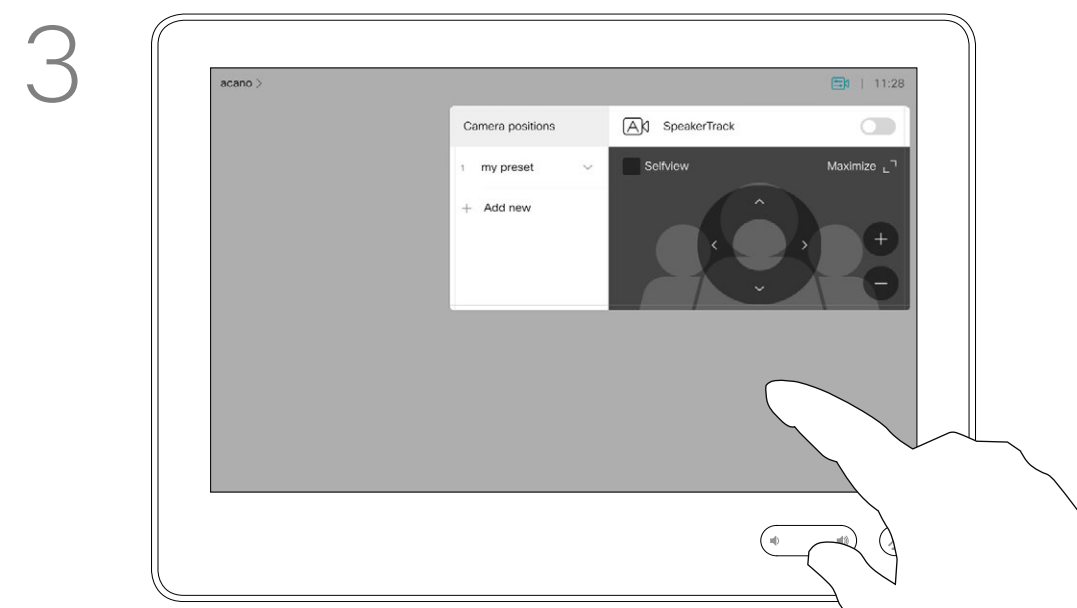 3
acano >
11:28
Camera positions
SpeakerTrack
1 my preset
Selfview
Maximize
+ Add new